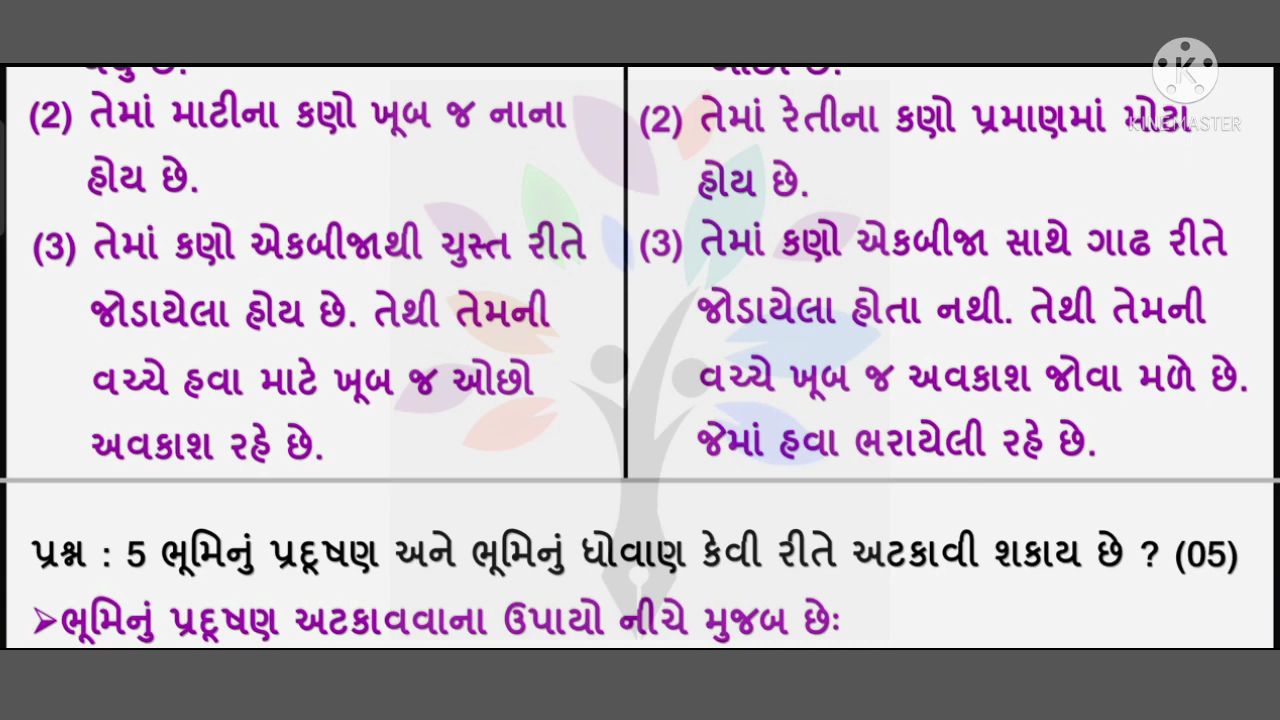 (2) તેમાં માટીના કણો ખૂબ જ નાના
હોય છે.
(3) તેમાં કણો એકબીજાથી ચુસ્ત રીતે
જોડાયેલા હોય છે. તેથી તેમની
વચ્ચે હવા માટે ખૂબ જ ઓછો
અવકાશ રહે છે.
(2) તેમાં રેતીના કણો પ્રમાણમાં મોટા
હોય છે.
(3) તેમાં કણો એકબીજા સાથે ગાઢ રીતે
જોડાયેલા હોતા નથી. તેથી તેમની
વચ્ચે ખૂબ જ અવકાશ જોવા મળે છે.
જેમાં હવા ભરાયેલી રહે છે.
પ્રશ્ન : 5 ભૂમિનું પ્રદૂષણ અને ભૂમિનું ધોવાણ કેવી રીતે અટકાવી શકાય છે ? (05)
➢ભૂમિનું પ્રદૂષણ અટકાવવાના ઉપાયો નીચે મુજબ છેઃ
K
KINEMASTER